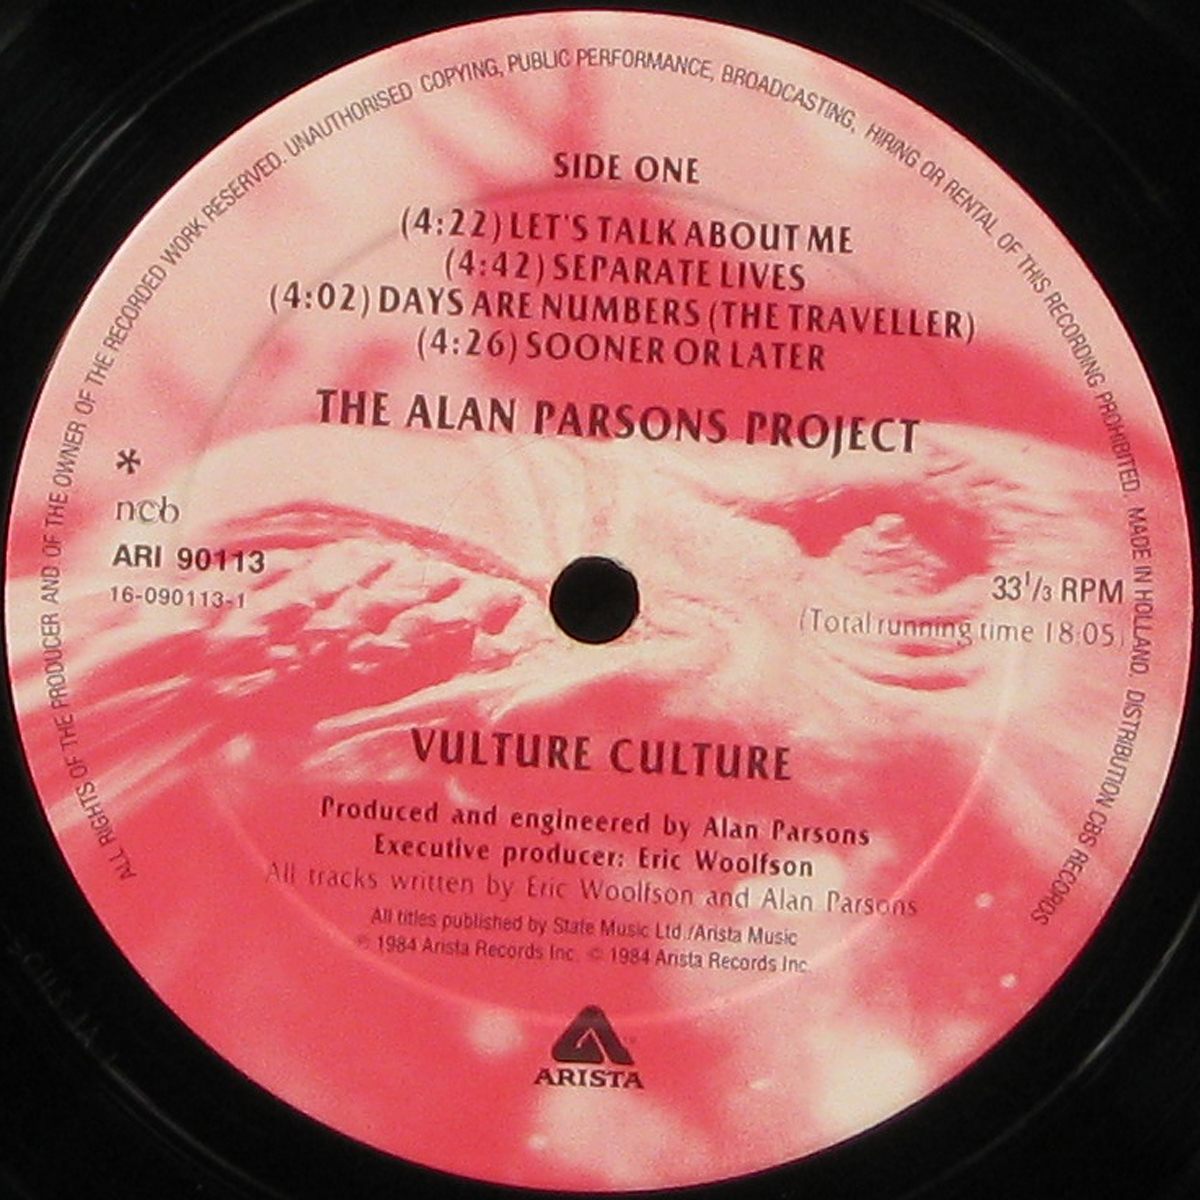 ALL RIGHTS OF THE PRODUCER AND OF THE OWNER OF THE RECORDED WORK RESERVED. UNAUTHORISED COPYING, PUBLIC PERFORMANCE, BROADCASTING, HIRING OR RENTAL OF THIS RECORDING PROHIBITED. MADE IN HOLLAND. DISTRIBUTION CBS RECORDS
SIDE ONE
(4:22) LET'S TALK ABOUT ME
(4:42) SEPARATE LIVES
(4:02) DAYS ARE NUMBERS (THE TRAVELLER)
(4:26) SOONER OR LATER
THE ALAN PARSONS PROJECT
*
ncb
ARI 90113
16-090113-1
33 1/3 RPM
(Total running time 18:05)
VULTURE CULTURE
Produced and engineered by Alan Parsons
Executive producer: Eric Woolfson
All tracks written by Eric Woolfson and Alan Parsons
All titles published by State Music Ltd./Arista Music
℗ 1984 Arista Records Inc. © 1984 Arista Records Inc.
ARISTA